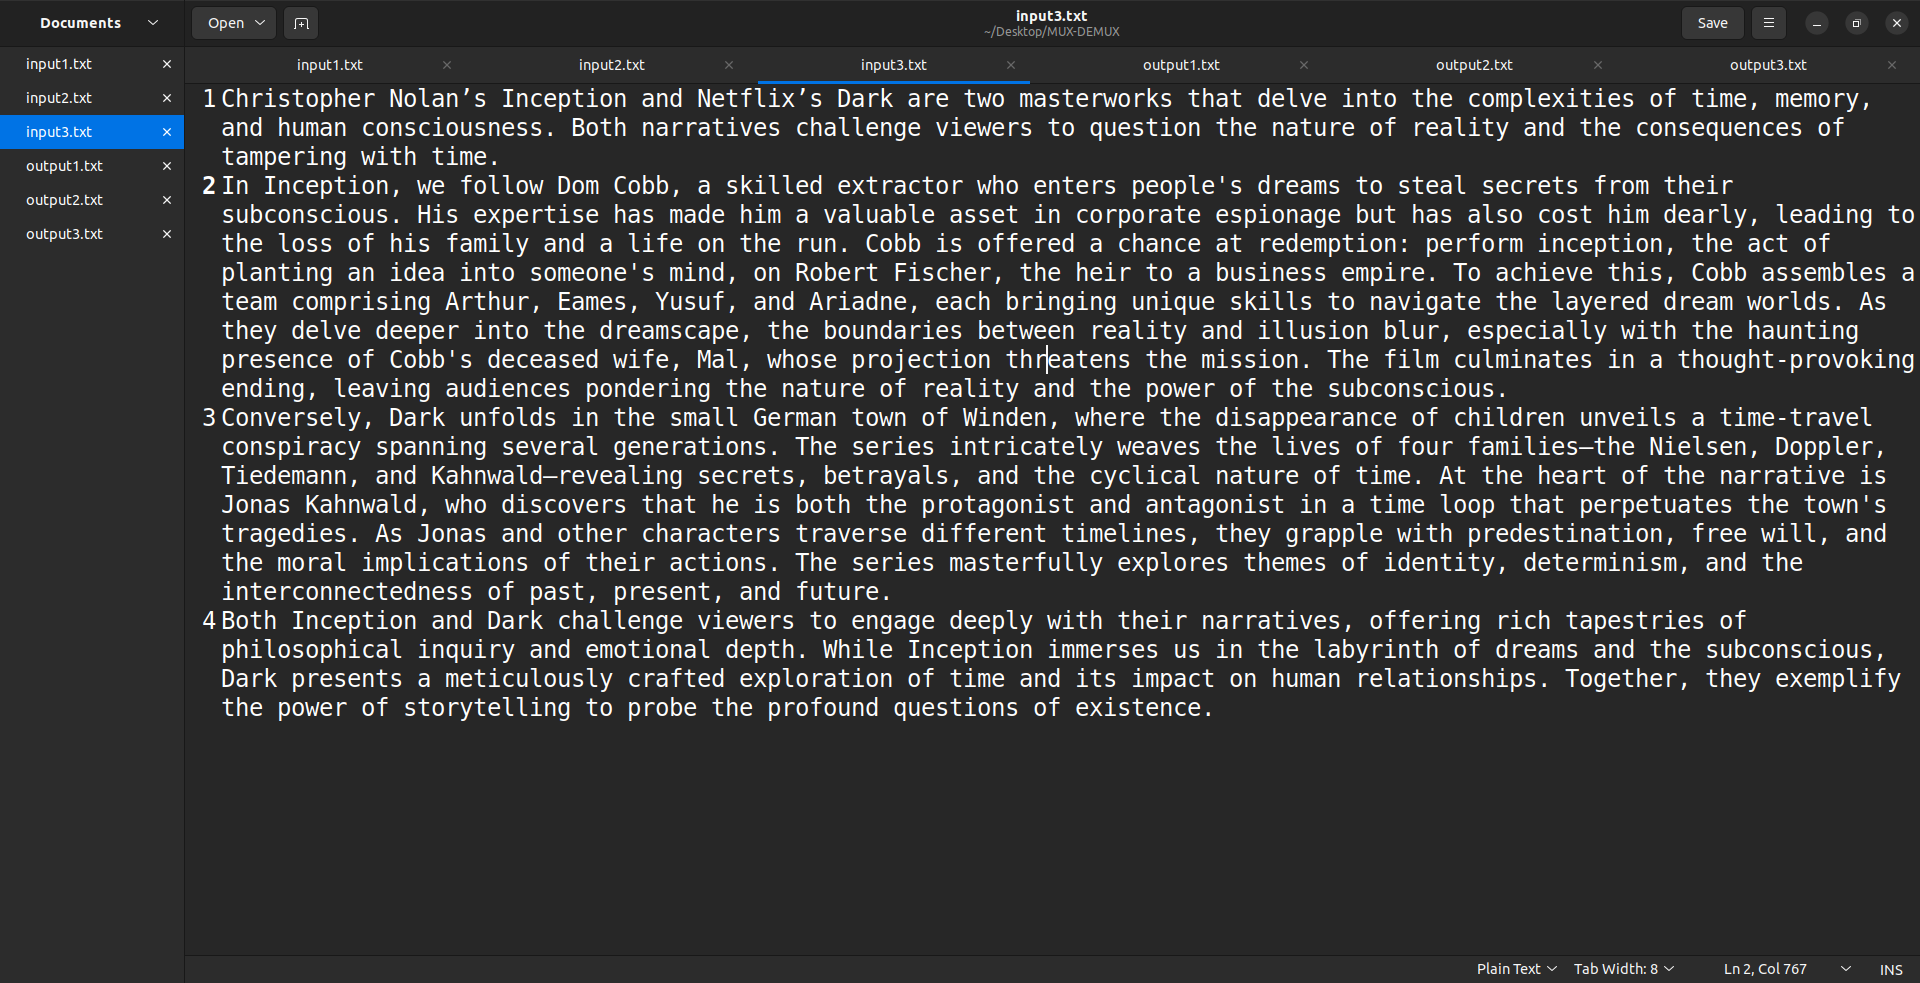 Documents
Open
input3.txt
~/Desktop/MUX-DEMUX
Save
input1.txt
input2.txt
input3.txt
output1.txt
output2.txt
output3.txt
input1.txt
input2.txt
input3.txt
output1.txt
output2.txt
output3.txt
1 Christopher Nolan’s Inception and Netflix’s Dark are two masterworks that delve into the complexities of time, memory,
and human consciousness. Both narratives challenge viewers to question the nature of reality and the consequences of
tampering with time.
2 In Inception, we follow Dom Cobb, a skilled extractor who enters people's dreams to steal secrets from their
subconscious. His expertise has made him a valuable asset in corporate espionage but has also cost him dearly, leading to
the loss of his family and a life on the run. Cobb is offered a chance at redemption: perform inception, the act of
planting an idea into someone's mind, on Robert Fischer, the heir to a business empire. To achieve this, Cobb assembles a
team comprising Arthur, Eames, Yusuf, and Ariadne, each bringing unique skills to navigate the layered dream worlds. As
they delve deeper into the dreamscape, the boundaries between reality and illusion blur, especially with the haunting
presence of Cobb's deceased wife, Mal, whose projection threatens the mission. The film culminates in a thought-provoking
ending, leaving audiences pondering the nature of reality and the power of the subconscious.
3 Conversely, Dark unfolds in the small German town of Winden, where the disappearance of children unveils a time-travel
conspiracy spanning several generations. The series intricately weaves the lives of four families—the Nielsen, Doppler,
Tiedemann, and Kahnwald—revealing secrets, betrayals, and the cyclical nature of time. At the heart of the narrative is
Jonas Kahnwald, who discovers that he is both the protagonist and antagonist in a time loop that perpetuates the town's
tragedies. As Jonas and other characters traverse different timelines, they grapple with predestination, free will, and
the moral implications of their actions. The series masterfully explores themes of identity, determinism, and the
interconnectedness of past, present, and future.
4 Both Inception and Dark challenge viewers to engage deeply with their narratives, offering rich tapestries of
philosophical inquiry and emotional depth. While Inception immerses us in the labyrinth of dreams and the subconscious,
Dark presents a meticulously crafted exploration of time and its impact on human relationships. Together, they exemplify
the power of storytelling to probe the profound questions of existence.
Plain Text
Tab Width: 8
Ln 2, Col 767
INS